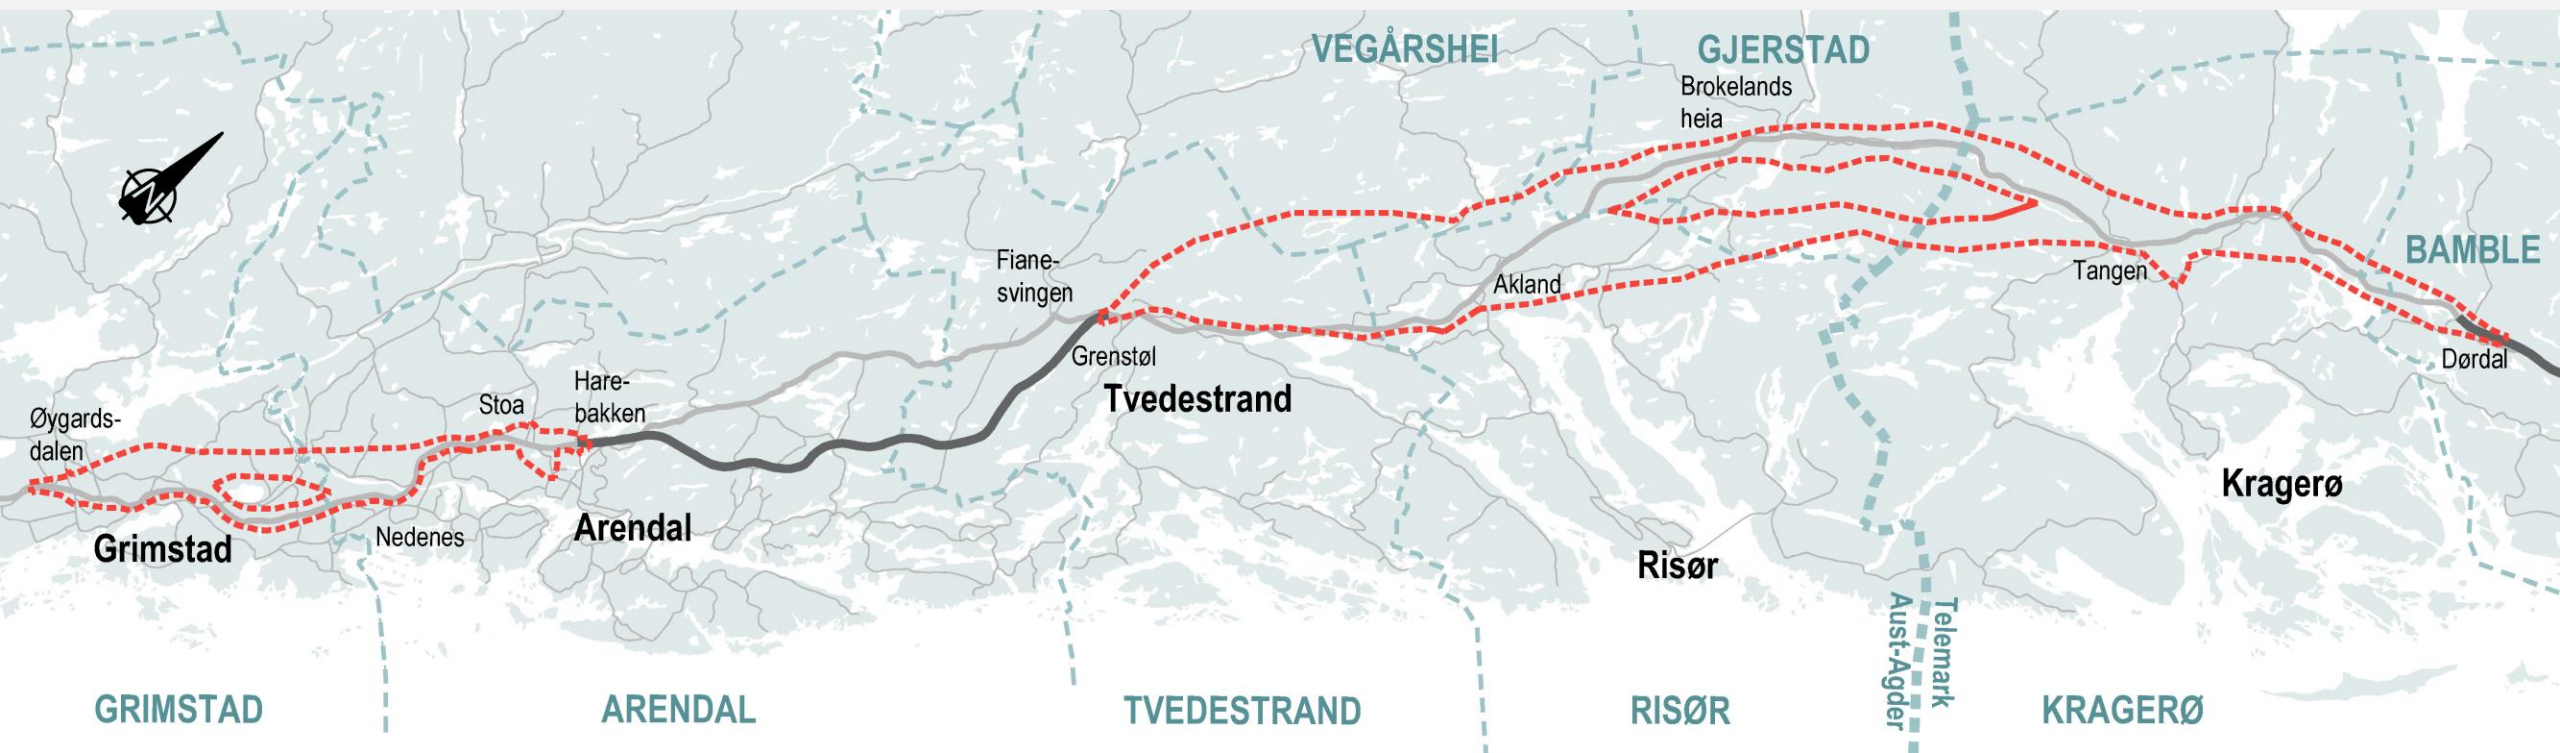 VEGÅRSHEI
GJERSTAD
Brokelands
heia
BAMBLE
Fiane-
svingen
Akland
Tangen
Grenstøl
Dørdal
Tvedestrand
Hare-
bakken
Stoa
Øygards-
dalen
Kragerø
Arendal
Nedenes
Grimstad
Risør
Telemark
Aust-Agder
GRIMSTAD
ARENDAL
TVEDESTRAND
RISØR
KRAGERØ
N